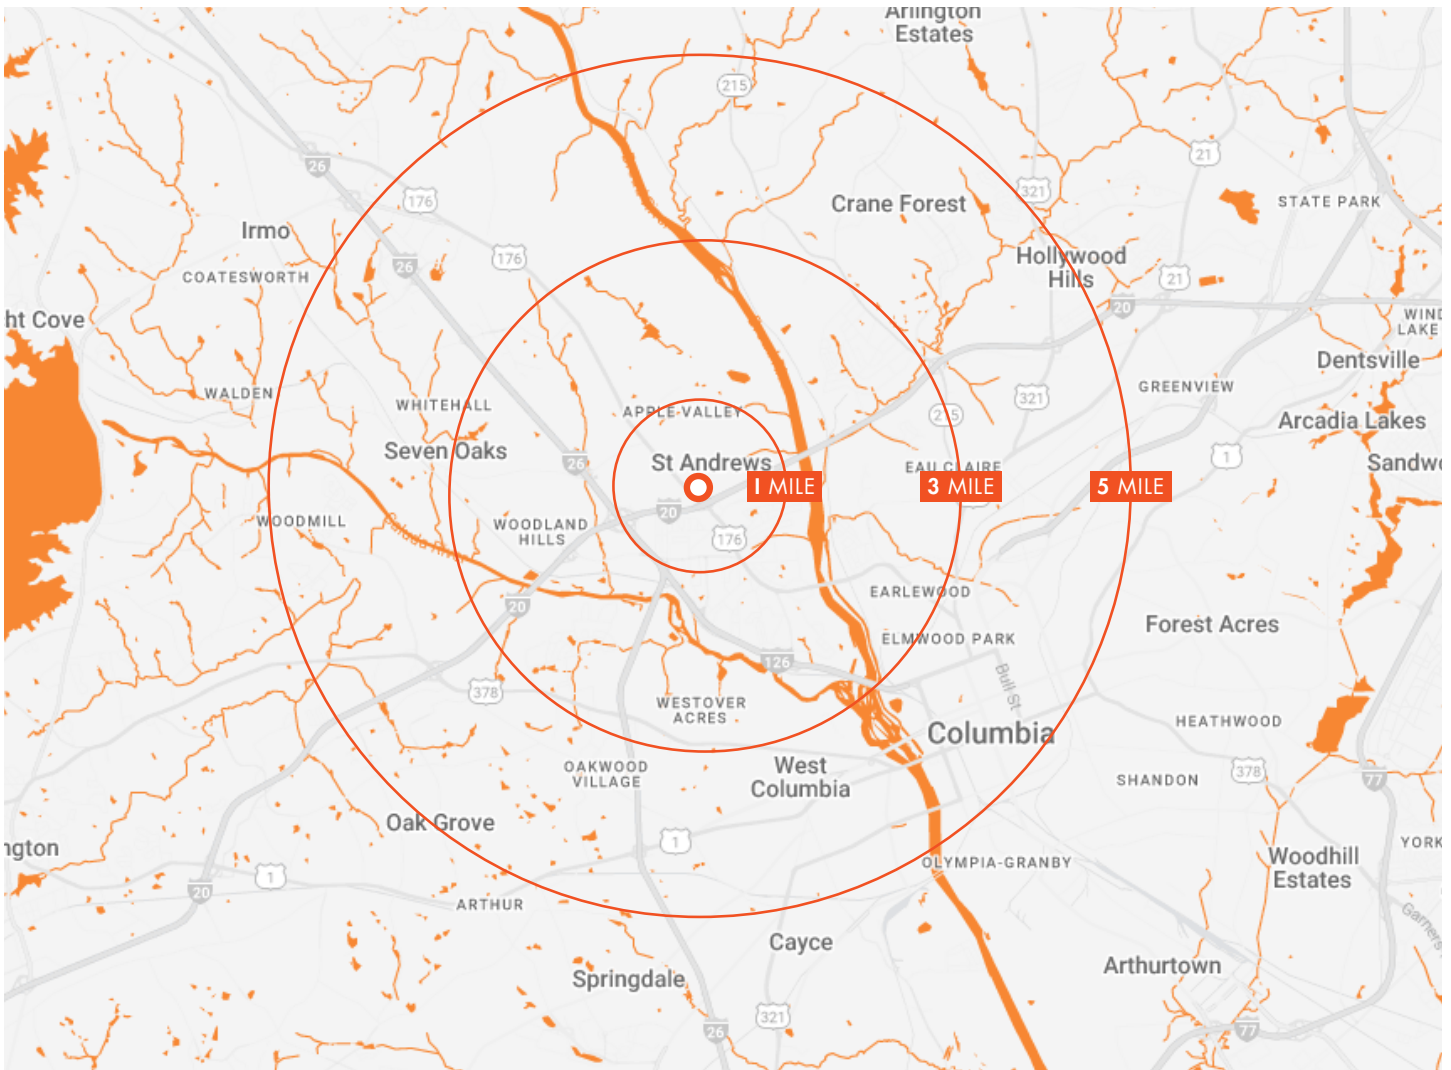 Arlington
Estates
215
26
21
176
321
STATE PARK
Crane Forest
Irmo
176
Hollywood
Hills
26
COATESWORTH
21
20
ht Cove
WIND
LAKE
Dentsville
GREENVIEW
WALDEN
321
WHITEHALL
APPLE VALLEY
215
Arcadia Lakes
Seven Oaks
1
26
St Andrews
EAU CLAIRE
Sandwo
1 MILE
3 MILE
5 MILE
20
WOODMILL
WOODLAND
HILLS
Saluda River
176
20
EARLEWOOD
Forest Acres
ELMWOOD PARK
126
Bull St
378
WESTOVER
ACRES
HEATHWOOD
Columbia
OAKWOOD
VILLAGE
West
Columbia
378
77
SHANDON
Oak Grove
1
ngton
YORK
Woodhill
Estates
OLYMPIA-GRANBY
1
20
ARTHUR
Garners
Cayce
Arthurtown
Springdale
321
26
77